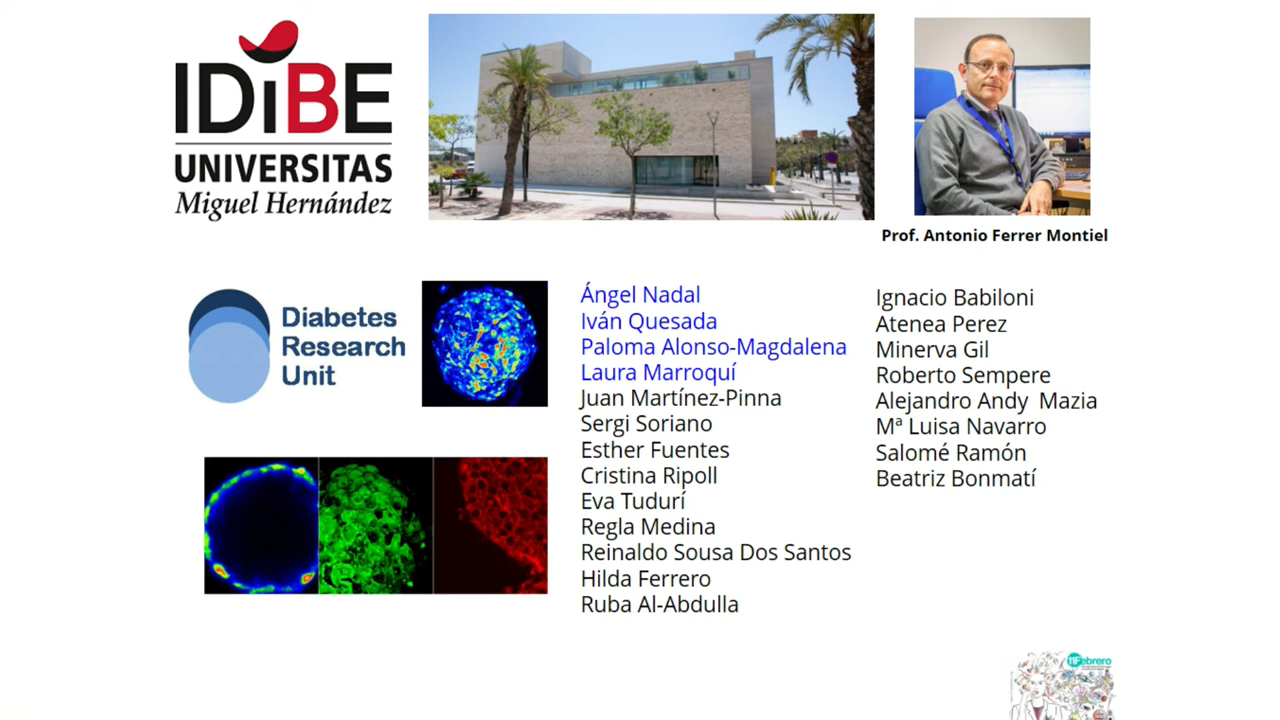 IDiBE
UNIVERSITAS
Miguel Hernández
Prof. Antonio Ferrer Montiel
Diabetes
Research
Unit
Ángel Nadal
Iván Quesada
Paloma Alonso-Magdalena
Laura Marroquí
Juan Martínez-Pinna
Sergi Soriano
Esther Fuentes
Cristina Ripoll
Eva Tudurí
Regla Medina
Reinaldo Sousa Dos Santos
Hilda Ferrero
Ruba Al-Abdulla
Ignacio Babiloni
Atenea Perez
Minerva Gil
Roberto Sempere
Alejandro Andy Mazia
Mª Luisa Navarro
Salomé Ramón
Beatriz Bonmatí
11Febrero